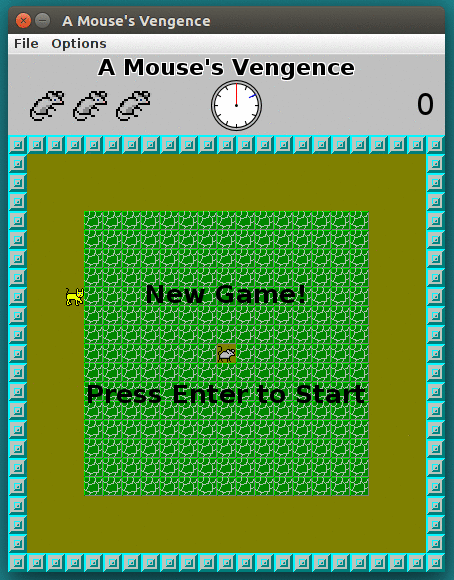 A Mouse's Vengence
File Options
A Mouse's Vengence
0
New Game!
Press Enter to Start